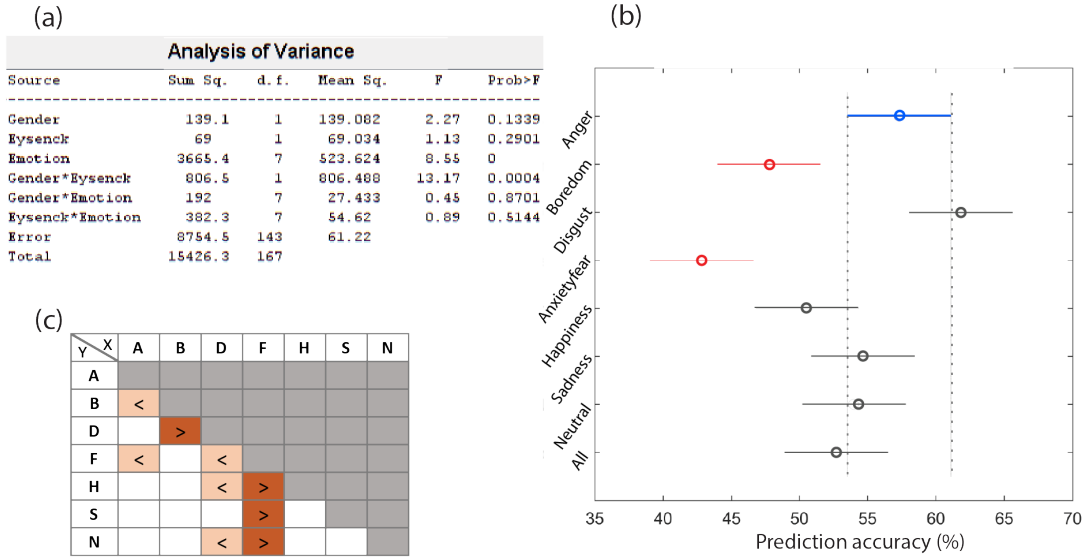 (a)
Analysis of Variance
Source Sum Sq. d.f. Mean Sq. F Prob>F
Gender 139.1 1 139.082 2.27 0.1339
Eysenck 69 1 69.034 1.13 0.2901
Emotion 3665.4 7 523.624 8.55 0
Gender*Eysenck 806.5 1 806.488 13.17 0.0004
Gender*Emotion 192 7 27.433 0.45 0.8701
Eysenck*Emotion 382.3 7 54.62 0.89 0.5144
Error 8754.5 143 61.22
Total 15426.3 167
(b)
Anger
Boredom
Disgust
Anxietyfear
Happiness
Sadness
Neutral
All
35 40 45 50 55 60 65 70
Prediction accuracy (%)
(c)
Y X A B D F H S N
A
B <
D >
F < <
H < >
S >
N < >